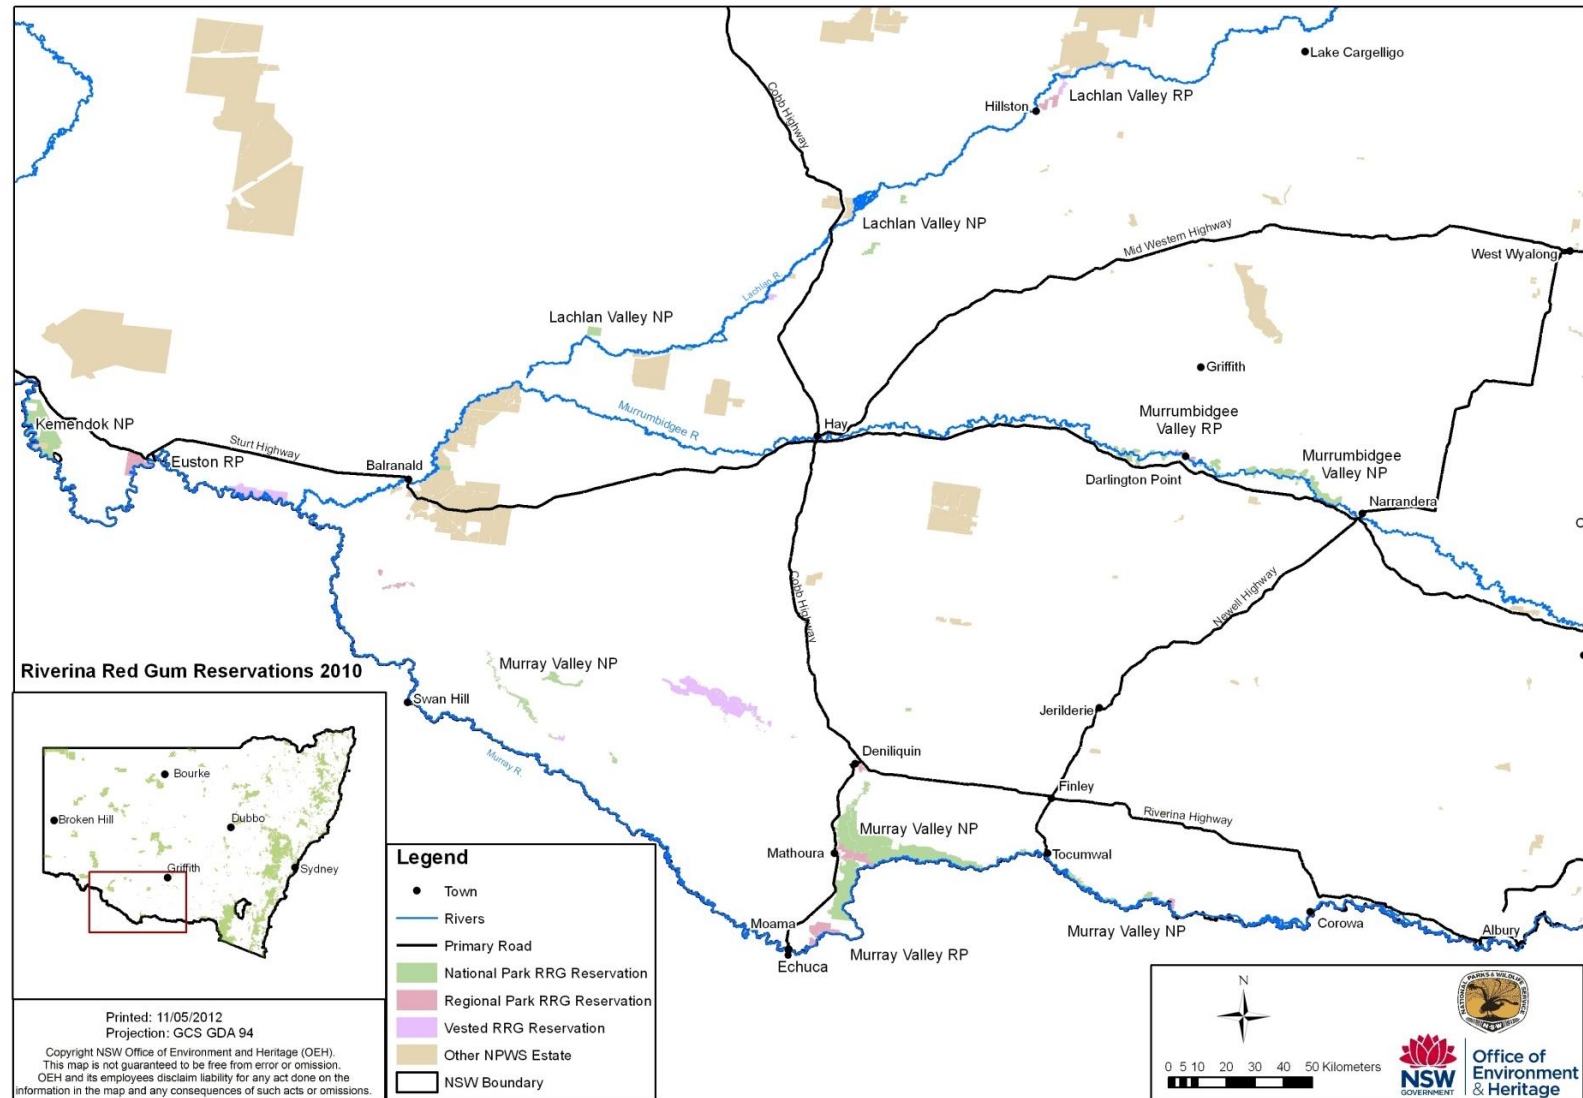 Lake Cargelligo
Cobb Highway
Hillston
Lachlan Valley RP
Lachlan Valley NP
Mid Western Highway
West Wyalong
Lachlan R.
Lachlan Valley NP
Griffith
Kemendok NP
Murrumbidgee R
Hay
Murrumbidgee
Valley RP
Sturt Highway
Euston RP
Balranald
Murrumbidgee
Valley NP
Darlington Point
Narrandera
Cobb Highway
Newell Highway
Riverina Red Gum Reservations 2010
Murray Valley NP
Swan Hill
Jerilderie
Murray R.
Deniliquin
Finley
Riverina Highway
Murray Valley NP
Mathoura
Tocumwal
Moama
Echuca
Murray Valley RP
Murray Valley NP
Corowa
Albury
Bourke
Broken Hill
Dubbo
Griffith
Sydney
Legend
Town
Rivers
Primary Road
National Park RRG Reservation
Regional Park RRG Reservation
Vested RRG Reservation
Other NPWS Estate
NSW Boundary
Printed: 11/05/2012
Projection: GCS GDA 94
Copyright NSW Office of Environment and Heritage (OEH).
This map is not guaranteed to be free from error or omission.
OEH and its employees disclaim liability for any act done on the
information in the map and any consequences of such acts or omissions.
N
0 5 10 20 30 40 50 Kilometers
NATIONAL PARKS & WILDLIFE SERVICE
NSW
NSW
GOVERNMENT
Office of
Environment
& Heritage